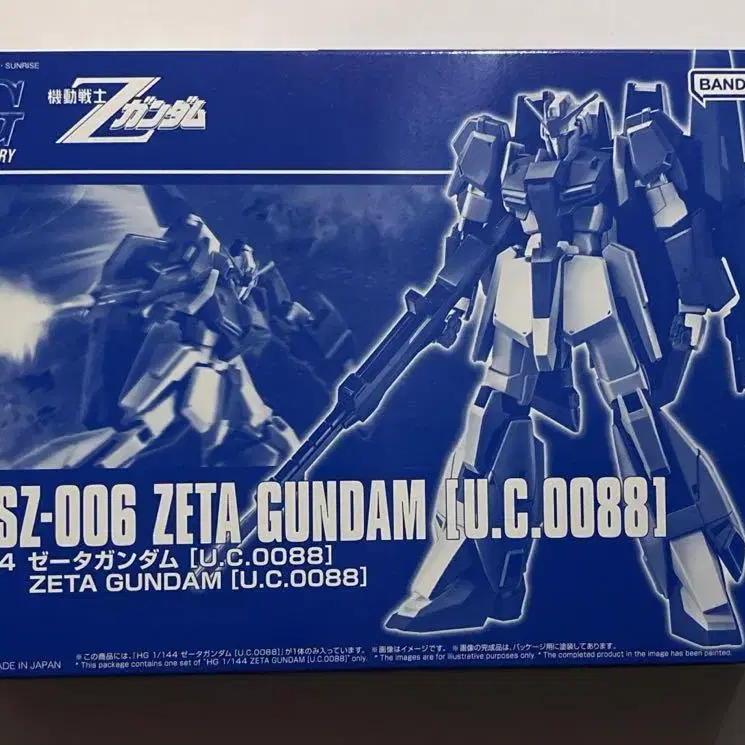 · SUNRISE
機動戦士
Zガンダム
BAND
RY
SZ-006 ZETA GUNDAM [U.C.0088]
4 ゼータガンダム [U.C.0088]
ZETA GUNDAM [U.C.0088]
※この商品には、「HG 1/144 ゼータガンダム [U.C.0088]」が1体のみ入っています。 ※画像はイメージです。 ※画像の完成品は、パッケージ用に塗装してあります。
ADE IN JAPAN
* This package contains one set of "HG 1/144 ZETA GUNDAM [U.C.0088]" only. * The images are for illustrative purposes only. * The completed product in the image has been painted.